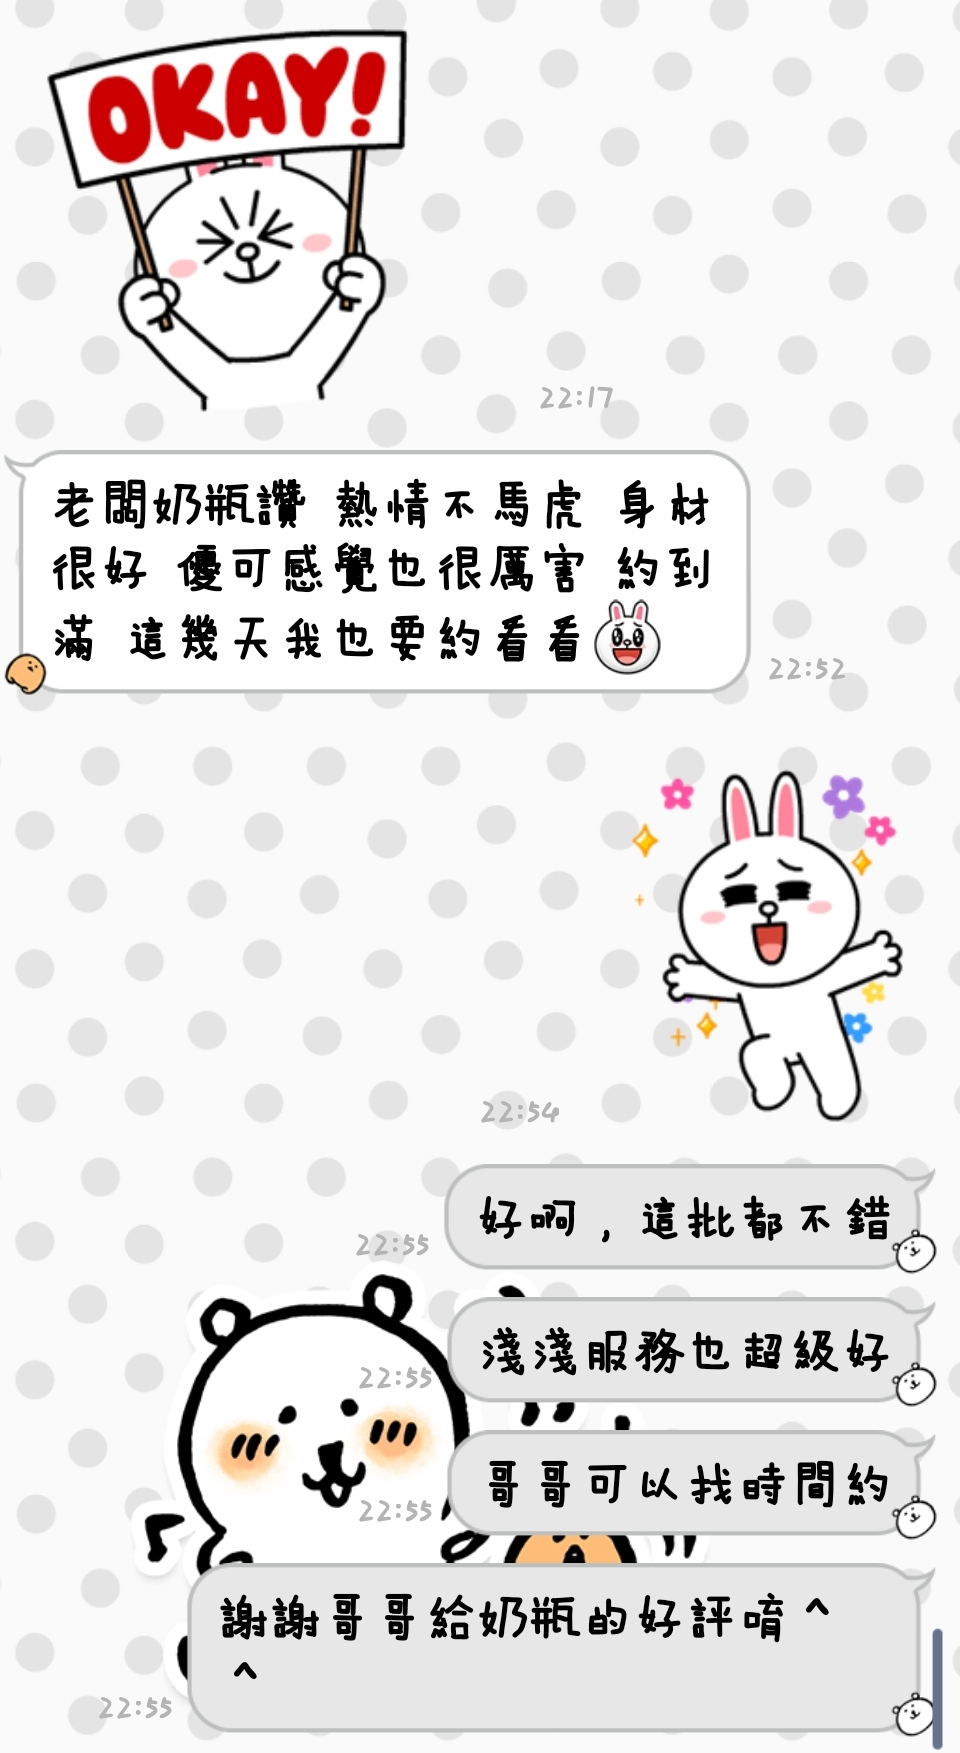 OKAY!
22:17
老闆奶瓶讚 熱情不馬虎 身材
很好 優可感覺也很厲害 約到
滿 這幾天我也要約看看
22:52
22:54
好啊，這批都不錯
22:55
淺淺服務也超級好
22:55
哥哥可以找時間約
22:55
謝謝哥哥給奶瓶的好評唷^
^
22:55